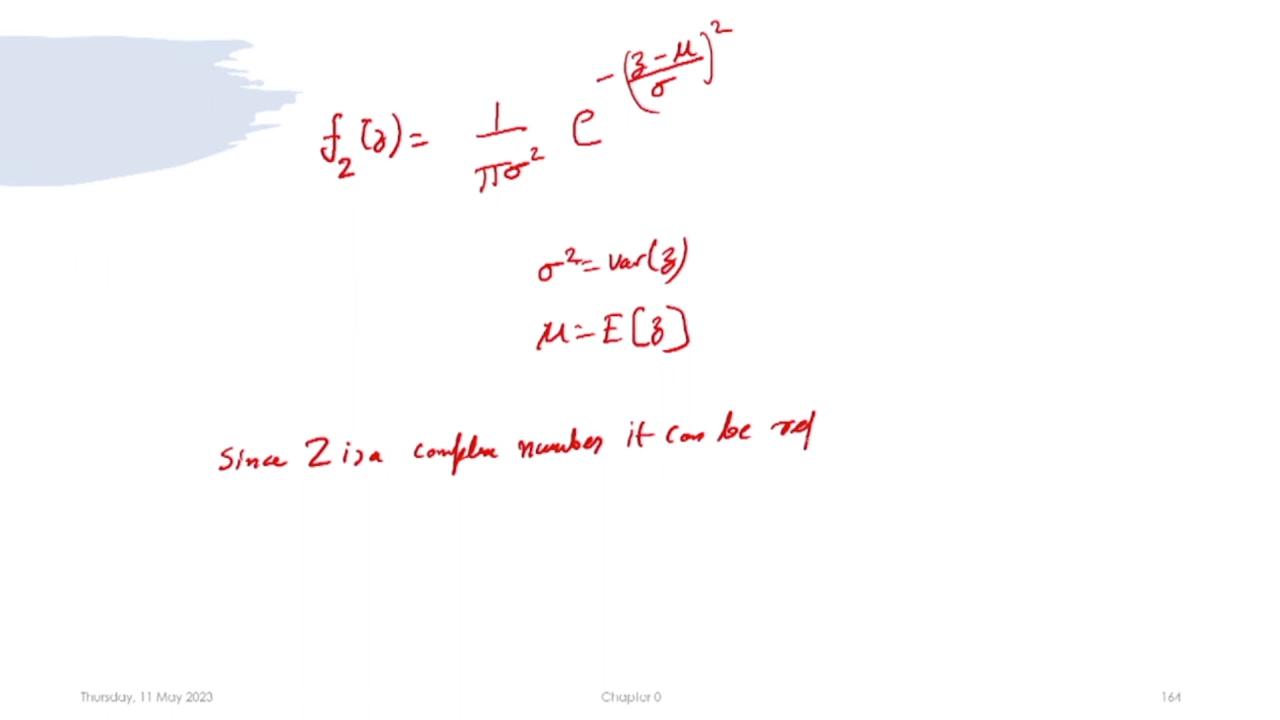 f_Z(z) = 1/(πσ²) e^{-((z-μ)/σ)²}
σ² = var(z)
μ = E[z]
Since Z is a complex number it can be rep
Thursday, 11 May 2023
Chapter 0
164